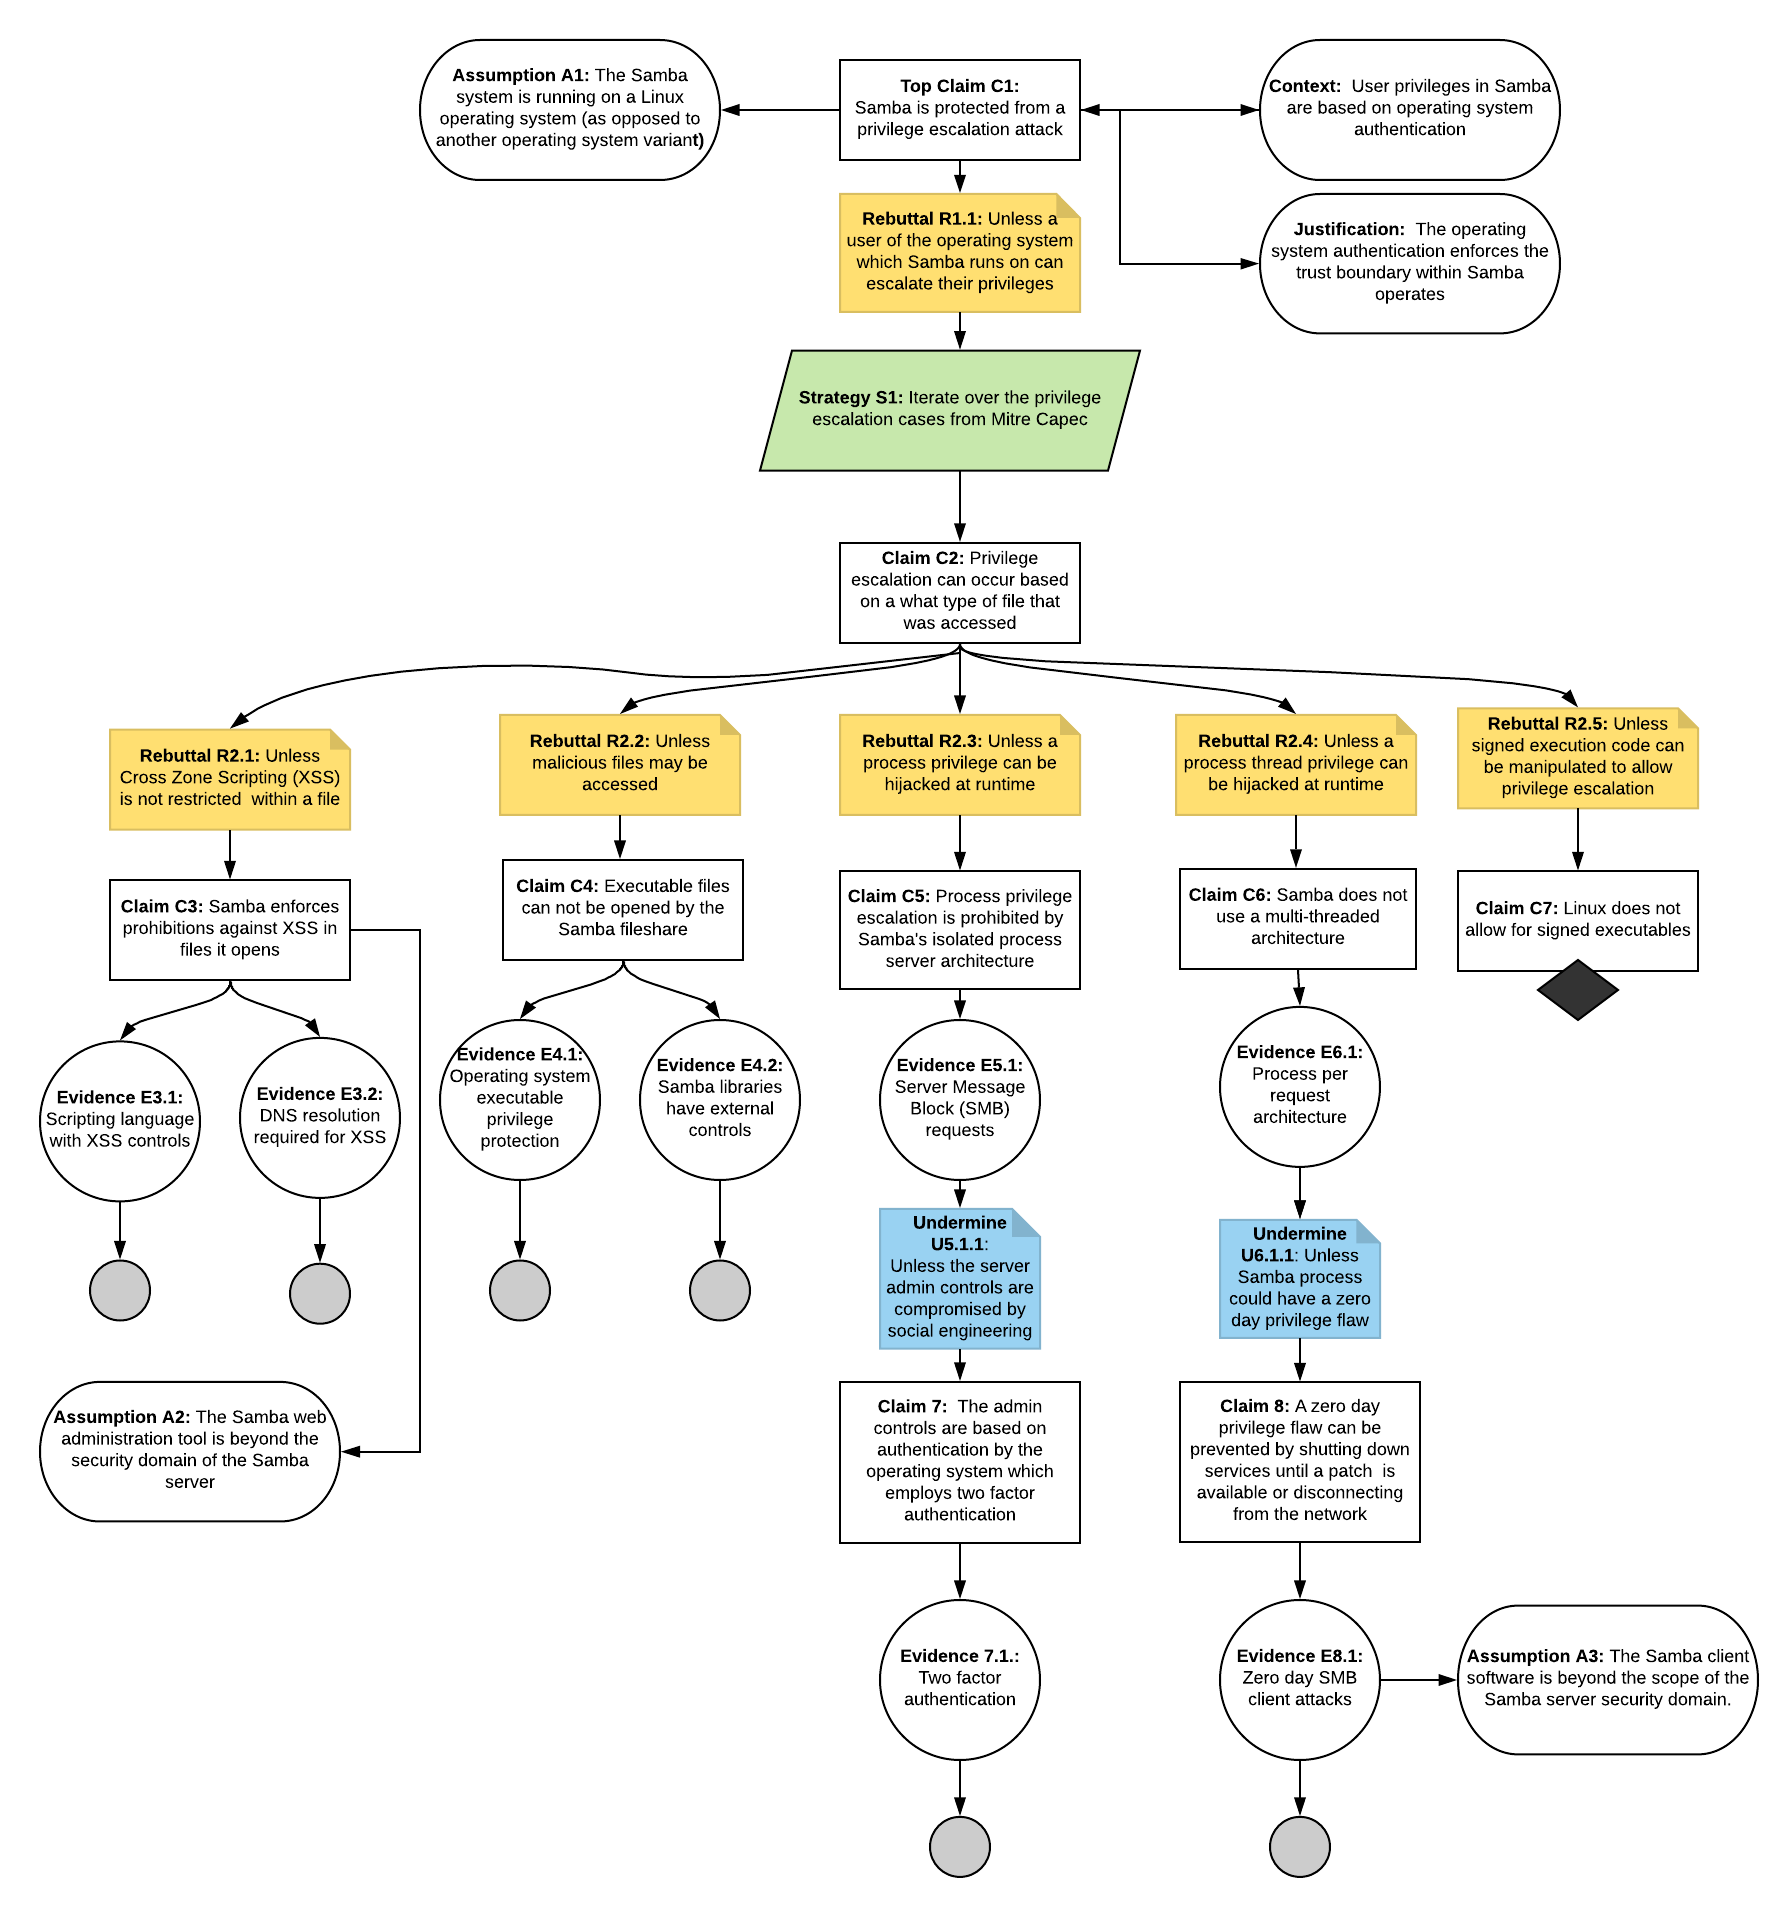 Assumption A1: The Samba
system is running on a Linux
operating system (as opposed to
another operating system variant)
Top Claim C1:
Samba is protected from a
privilege escalation attack
Context:  User privileges in Samba
are based on operating system
authentication
Rebuttal R1.1: Unless a
user of the operating system
which Samba runs on can
escalate their privileges
Justification:  The operating
system authentication enforces the
trust boundary within Samba
operates
Strategy S1: Iterate over the privilege
escalation cases from Mitre Capec
Claim C2: Privilege
escalation can occur based
on a what type of file that
was accessed
Rebuttal R2.1: Unless
Cross Zone Scripting (XSS)
is not restricted  within a file
Rebuttal R2.2: Unless
malicious files may be
accessed
Rebuttal R2.3: Unless a
process privilege can be
hijacked at runtime
Rebuttal R2.4: Unless a
process thread privilege can
be hijacked at runtime
Rebuttal R2.5: Unless
signed execution code can
be manipulated to allow
privilege escalation
Claim C3: Samba enforces
prohibitions against XSS in
files it opens
Claim C4: Executable files
can not be opened by the
Samba fileshare
Claim C5: Process privilege
escalation is prohibited by
Samba's isolated process
server architecture
Claim C6: Samba does not
use a multi-threaded
architecture
Claim C7: Linux does not
allow for signed executables
Evidence E3.1:
Scripting language
with XSS controls
Evidence E3.2:
DNS resolution
required for XSS
Evidence E4.1:
Operating system
executable
privilege
protection
Evidence E4.2:
Samba libraries
have external
controls
Evidence E5.1:
Server Message
Block (SMB)
requests
Evidence E6.1:
Process per
request
architecture
Undermine
U5.1.1:
Unless the server
admin controls are
compromised by
social engineering
Undermine
U6.1.1: Unless
Samba process
could have a zero
day privilege flaw
Assumption A2: The Samba web
administration tool is beyond the
security domain of the Samba
server
Claim 7:  The admin
controls are based on
authentication by the
operating system which
employs two factor
authentication
Claim 8: A zero day
privilege flaw can be
prevented by shutting down
services until a patch  is
available or disconnecting
from the network
Evidence 7.1.:
Two factor
authentication
Evidence E8.1:
Zero day SMB
client attacks
Assumption A3: The Samba client
software is beyond the scope of the
Samba server security domain.